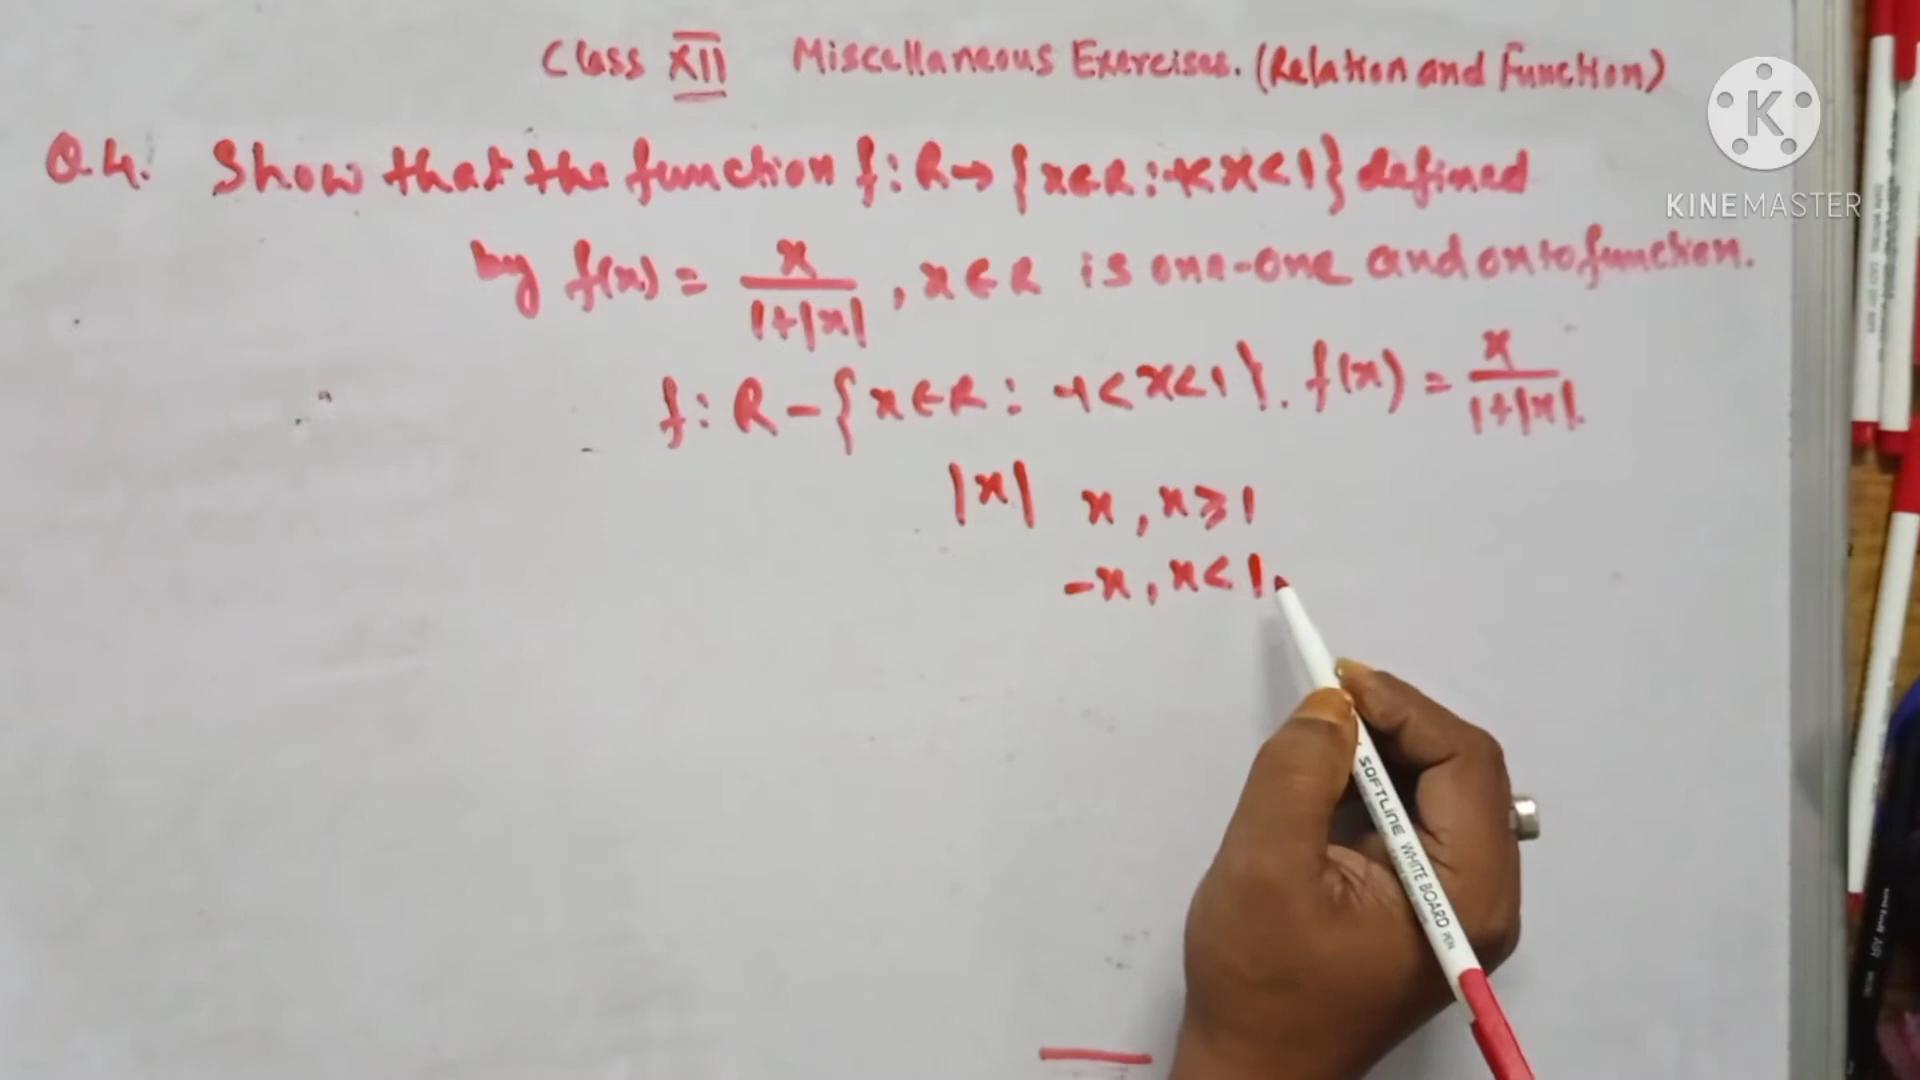 Class XII Miscellaneous Exercises. (Relation and Function)
K
KINEMASTER
Q.4. Show that the function f: R→ {x∈R: -1< x<1} defined
by f(x) = x/(1+|x|), x∈R is one-one and onto function.
f: R - {x∈R: -1<x<1}. f(x) = x/(1+|x|).
|x| x, x≥1
-x, x<1.
SOFTLINE WHITE BOARD PEN